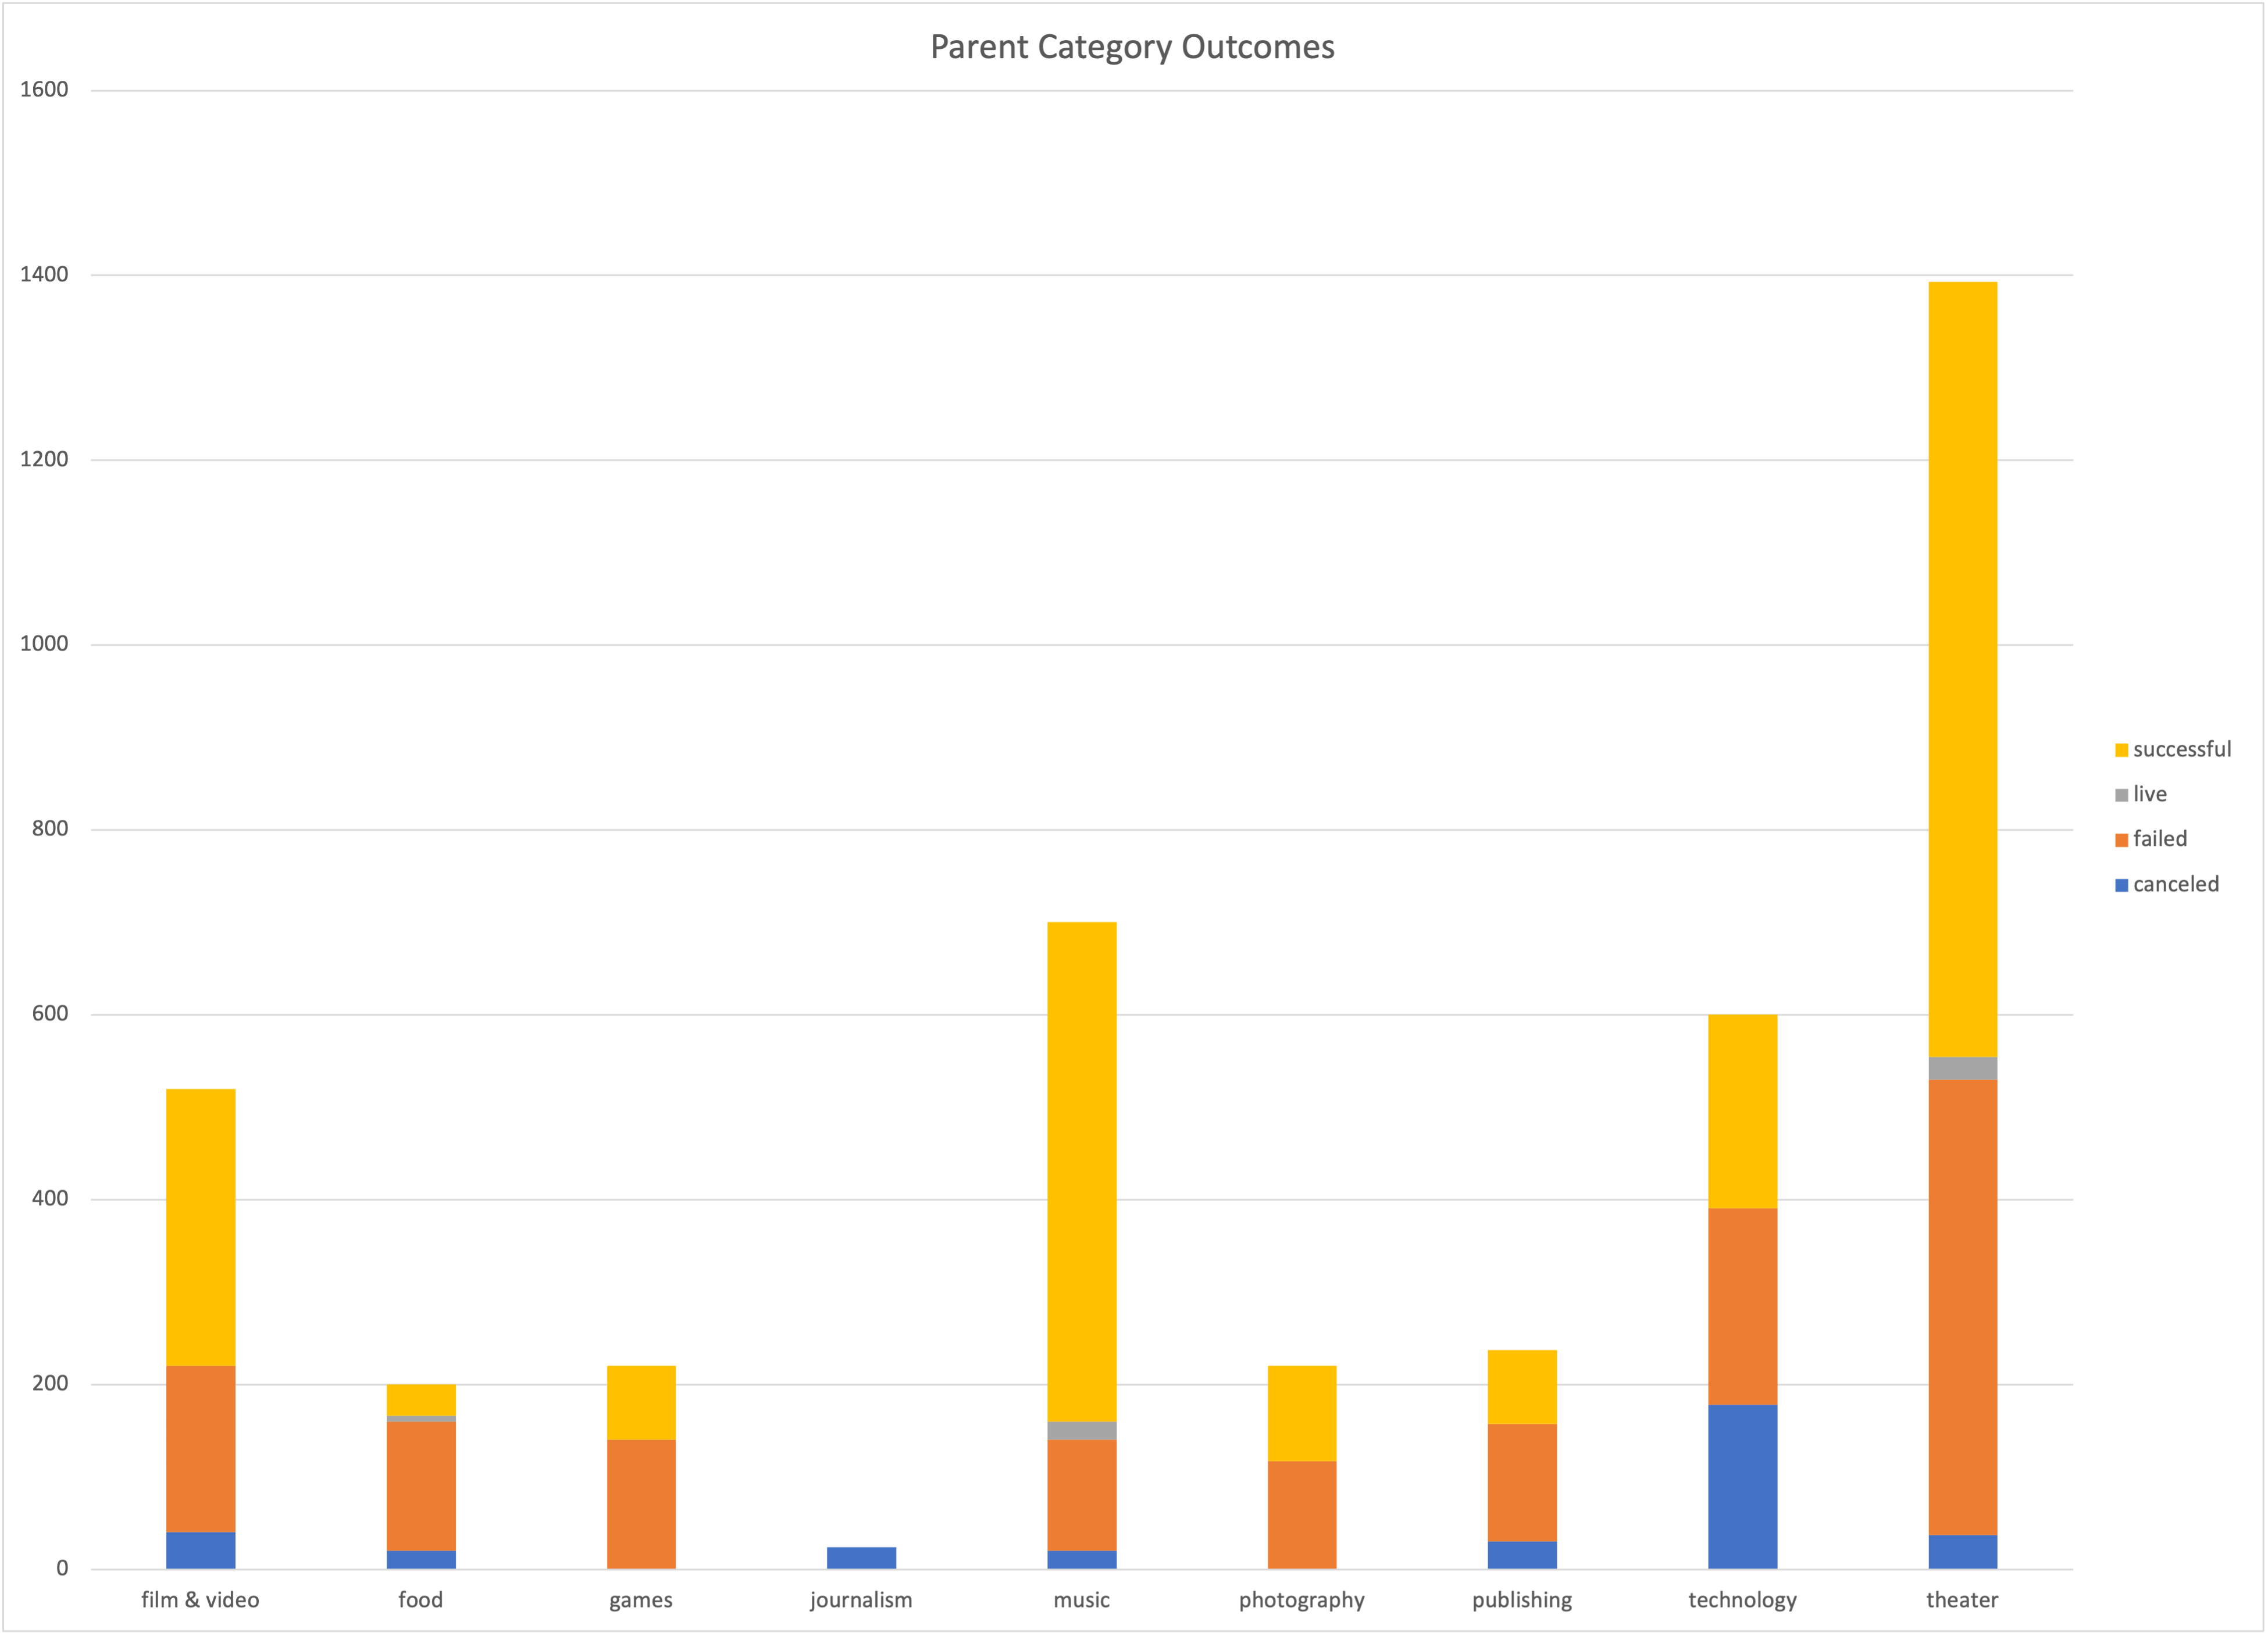 Parent Category Outcomes
1600
1400
1200
1000
800
600
400
200
0
successful
live
failed
canceled
film & video food games journalism music photography publishing technology theater